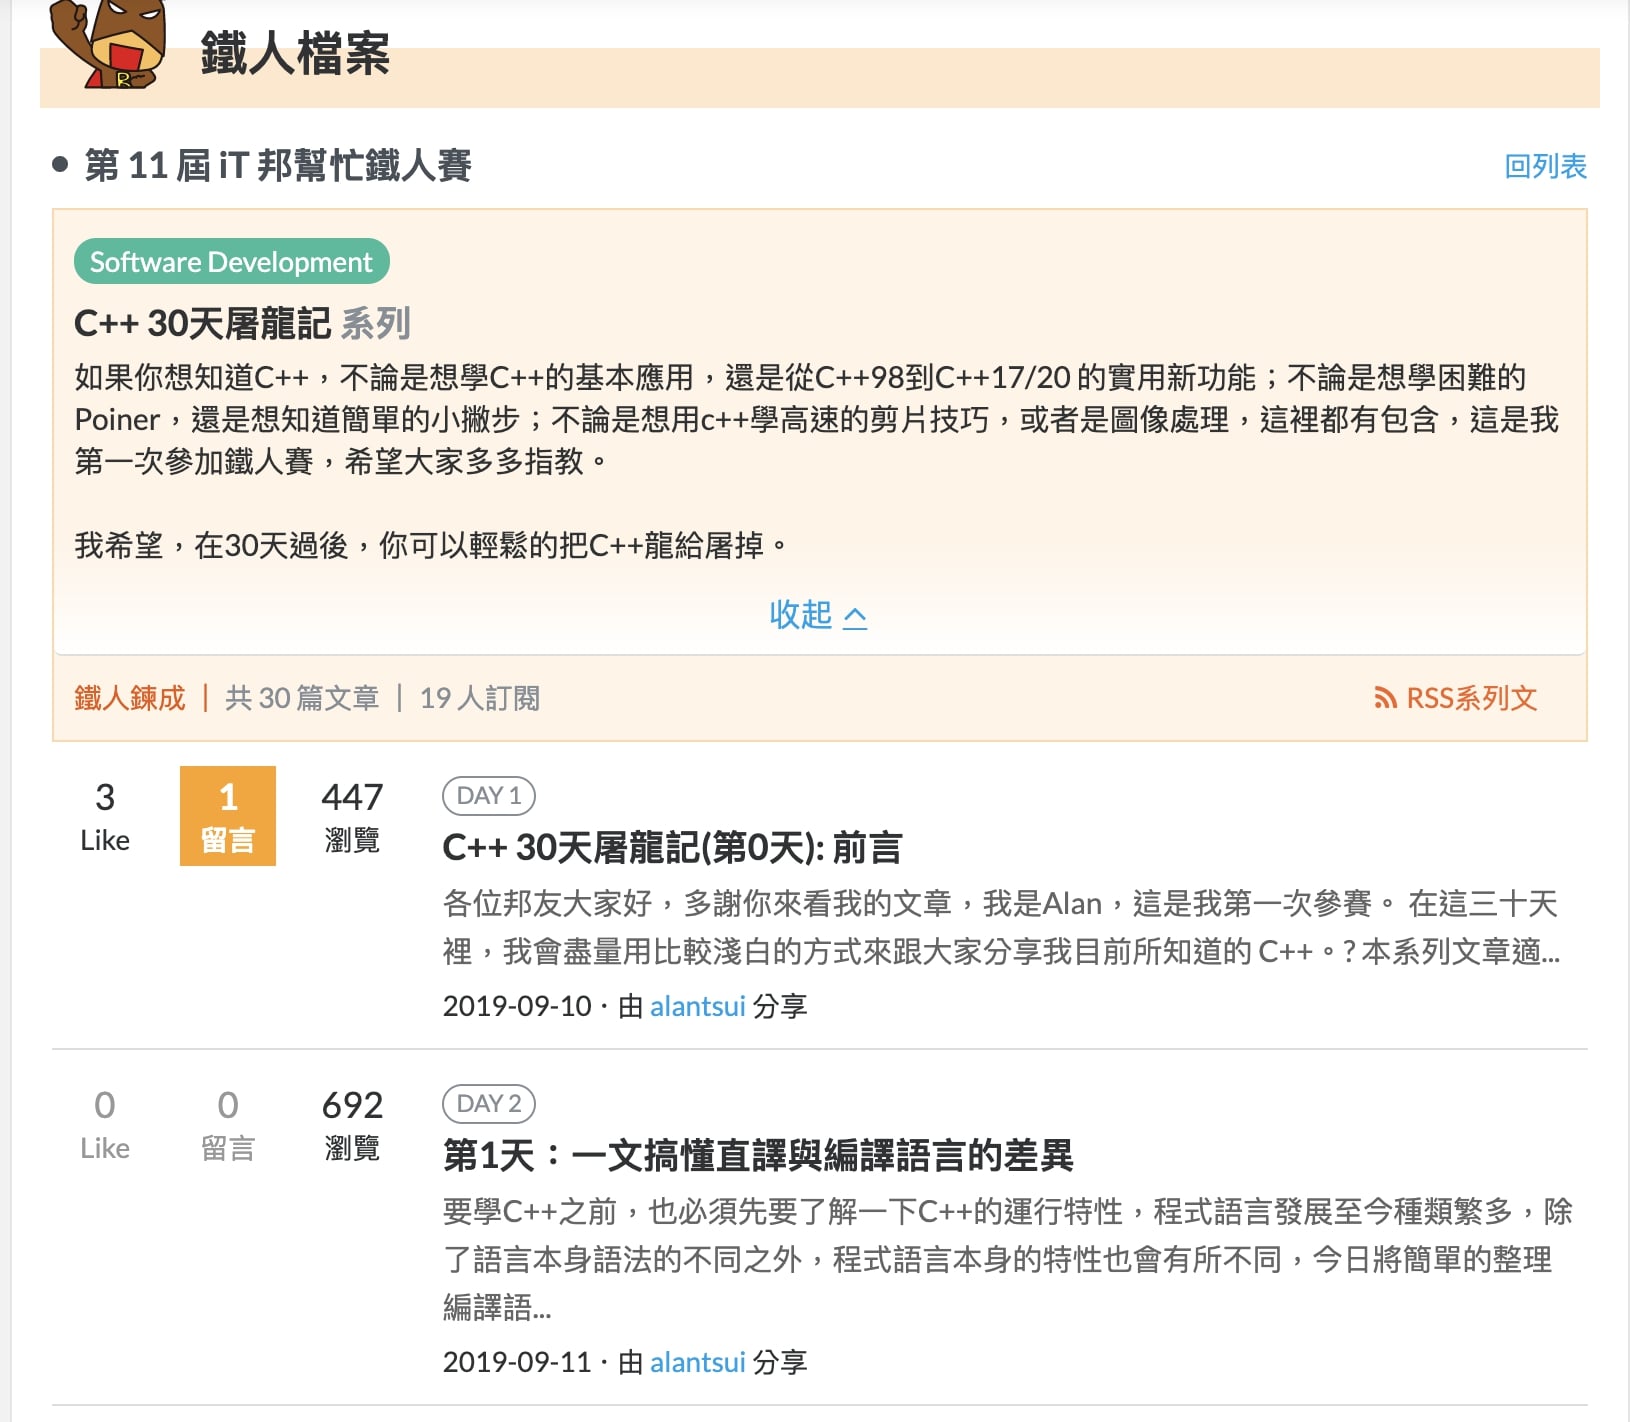 鐵人檔案
第 11 屆 iT 邦幫忙鐵人賽
回列表
Software Development
C++ 30天屠龍記 系列
如果你想知道C++，不論是想學C++的基本應用，還是從C++98到C++17/20 的實用新功能；不論是想學困難的
Poiner，還是想知道簡單的小撇步；不論是想用c++學高速的剪片技巧，或者是圖像處理，這裡都有包含，這是我
第一次參加鐵人賽，希望大家多多指教。
我希望，在30天過後，你可以輕鬆的把C++龍給屠掉。
收起
鐵人鍊成 | 共 30 篇文章 | 19 人訂閱
RSS系列文
3 1 447
Like 留言 瀏覽
DAY 1
C++ 30天屠龍記(第0天): 前言
各位邦友大家好，多謝你來看我的文章，我是Alan，這是我第一次參賽。 在這三十天
裡，我會盡量用比較淺白的方式來跟大家分享我目前所知道的 C++。? 本系列文章適...
2019-09-10．由 alantsui 分享
0 0 692
Like 留言 瀏覽
DAY 2
第1天：一文搞懂直譯與編譯語言的差異
要學C++之前，也必須先要了解一下C++的運行特性，程式語言發展至今種類繁多，除
了語言本身語法的不同之外，程式語言本身的特性也會有所不同，今日將簡單的整理
編譯語...
2019-09-11．由 alantsui 分享